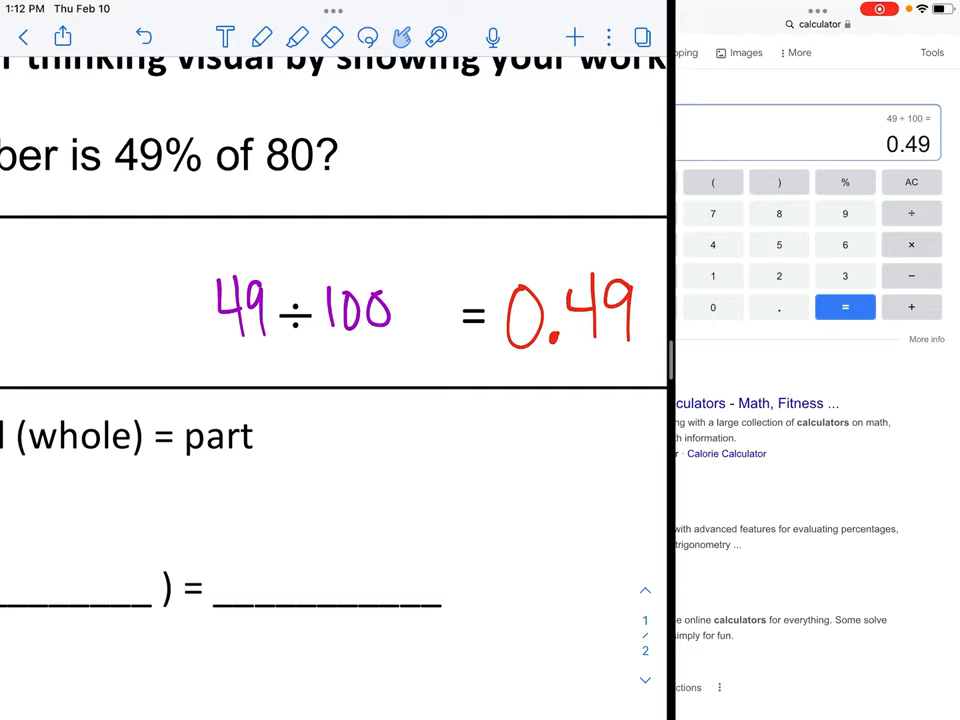 1:12 PM Thu Feb 10
calculator
thinking visual by showing your work
ber is 49% of 80?
49 ÷ 100 = 0.49
(whole) = part
) =
1
2
pping Images More Tools
49 ÷ 100 =
0.49
( ) % AC
7 8 9 ÷
4 5 6 ×
1 2 3 −
0 . = +
More info
culators - Math, Fitness ...
ng with a large collection of calculators on math,
h information.
r · Calorie Calculator
with advanced features for evaluating percentages,
trigonometry ...
e online calculators for everything. Some solve
simply for fun.
ctions